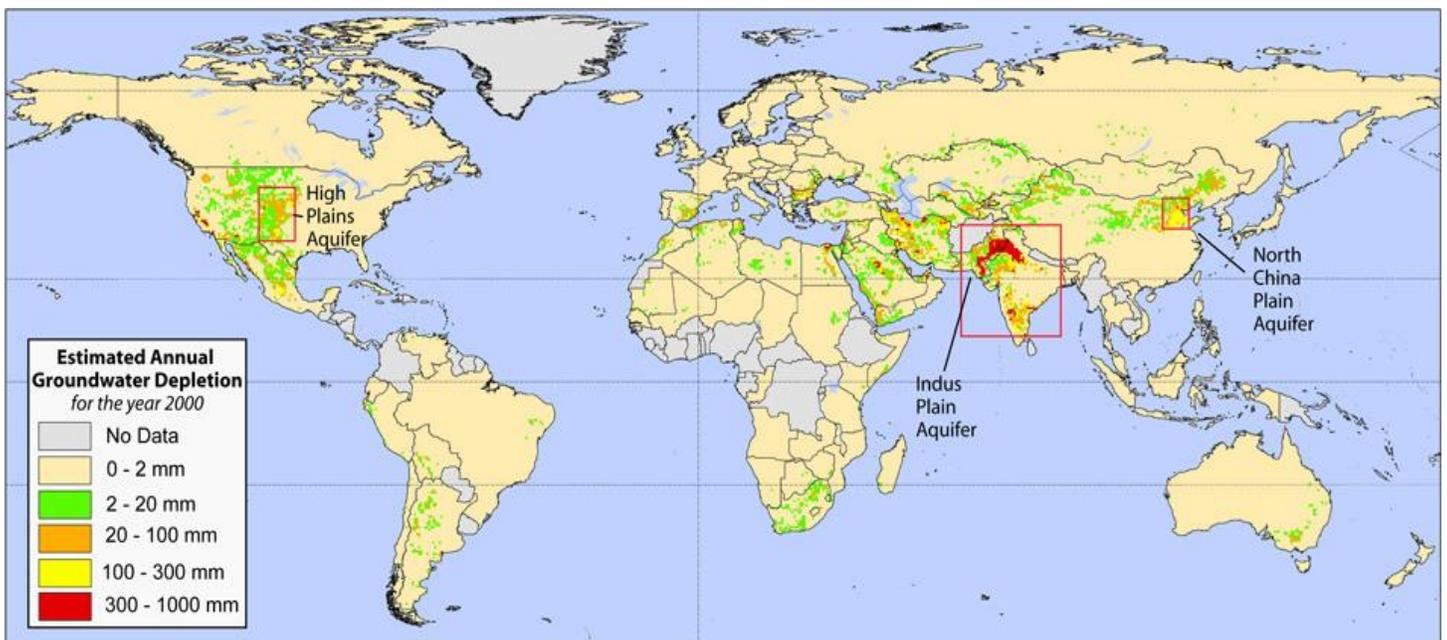 High
Plains
Aquifer
North
China
Plain
Aquifer
Indus
Plain
Aquifer
Estimated Annual
Groundwater Depletion
for the year 2000
No Data
0 - 2 mm
2 - 20 mm
20 - 100 mm
100 - 300 mm
300 - 1000 mm